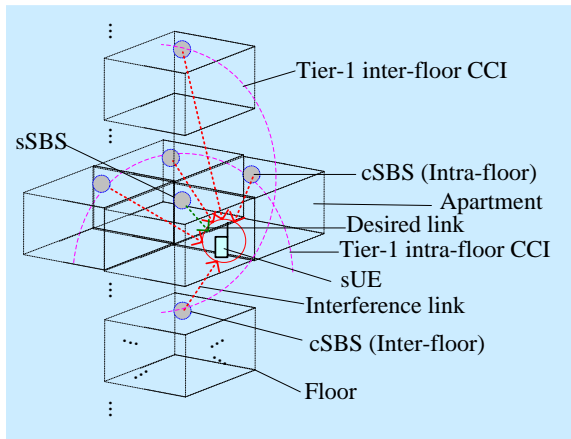 Tier-1 inter-floor CCI
sSBS
cSBS (Intra-floor)
Apartment
Desired link
Tier-1 intra-floor CCI
sUE
Interference link
cSBS (Inter-floor)
Floor